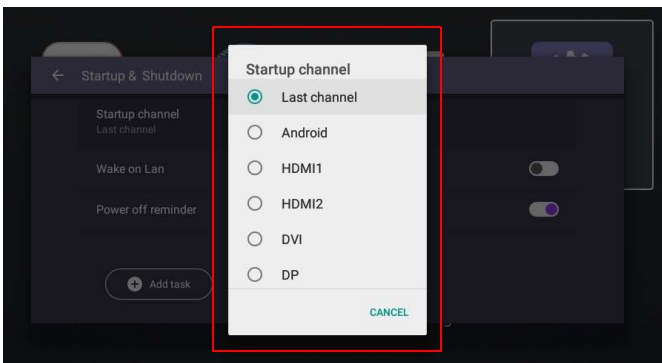 Startup & Shutdown
Startup channel
Last channel
Wake on Lan
Power off reminder
Add task
Startup channel
Last channel
Android
HDMI1
HDMI2
DVI
DP
CANCEL